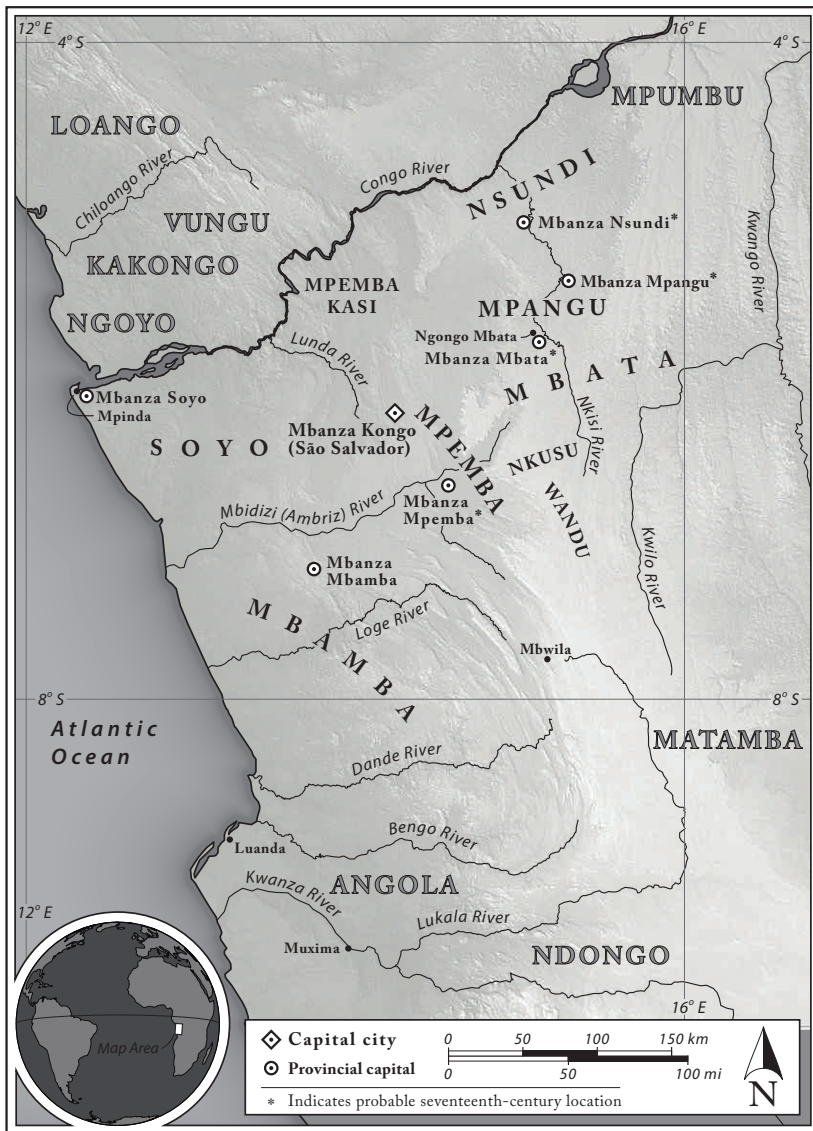 12° E
16° E
4° S
4° S
MPUMBU
LOANGO
Chiloango River
Congo River
NSUNDI
VUNGU
Mbanza Nsundi*
Kwango River
KAKONGO
MPEMBA
KASI
Mbanza Mpangu*
MPANGU
NGOYO
Ngongo Mbata
Lunda River
Mbanza Mbata*
MBATA
Mbanza Soyo
Mpinda
Nkisi River
SOYO
Mbanza Kongo
(São Salvador)
MPEMBA
NKUSU
Mbidizi (Ambriz) River
Mbanza
Mpemba*
WANDU
Kwilo River
Mbanza
Mbamba
MBAMBA
Loge River
Mbwila
8° S
8° S
Atlantic
Ocean
MATAMBA
Dande River
Bengo River
Luanda
ANGOLA
Kwanza River
12° E
Lukala River
Muxima
NDONGO
16° E
Map Area
Capital city
Provincial capital
0 50 100 150 km
0 50 100 mi
N
* Indicates probable seventeenth-century location